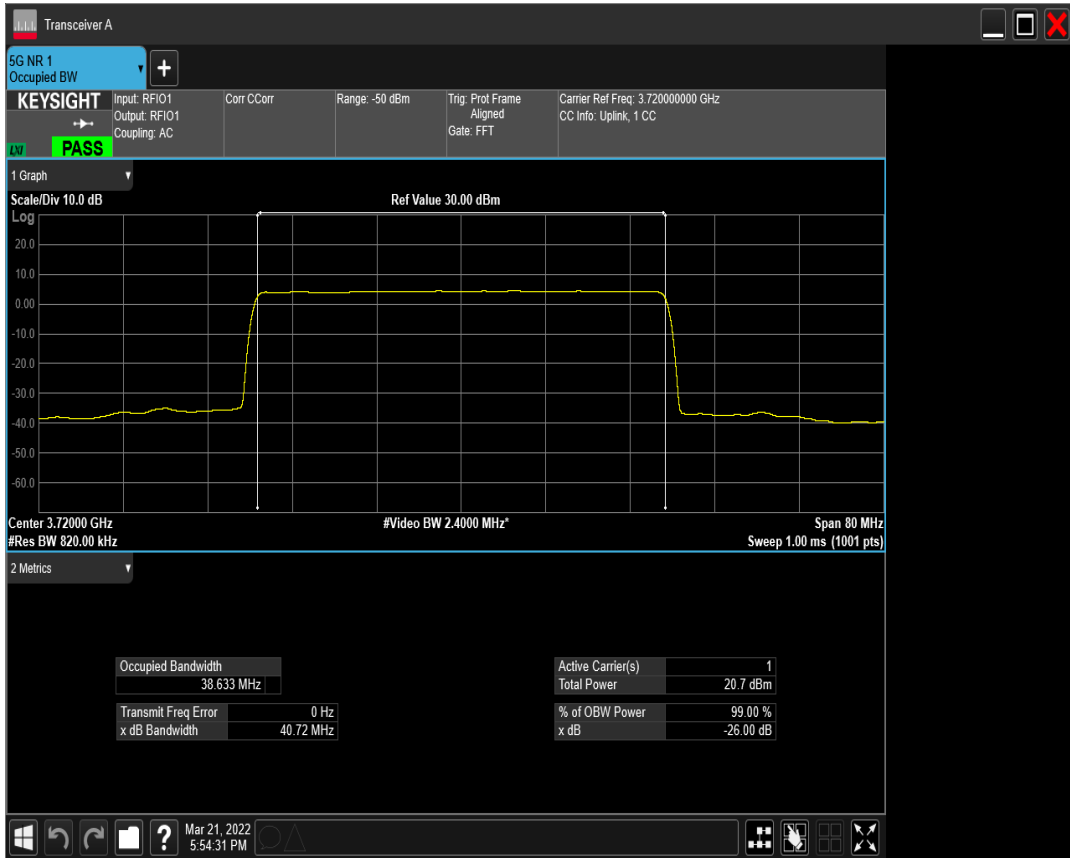 Transceiver A
5G NR 1
Occupied BW
+
KEYSIGHT
LXI
PASS
Input: RFIO1
Output: RFIO1
Coupling: AC
Corr CCorr
Range: -50 dBm
Trig: Prot Frame
Aligned
Gate: FFT
Carrier Ref Freq: 3.720000000 GHz
CC Info: Uplink, 1 CC
1 Graph
Scale/Div 10.0 dB
Ref Value 30.00 dBm
Log
20.0
10.0
0.00
-10.0
-20.0
-30.0
-40.0
-50.0
-60.0
Center 3.72000 GHz
#Video BW 2.4000 MHz*
Span 80 MHz
#Res BW 820.00 kHz
Sweep 1.00 ms (1001 pts)
2 Metrics
Occupied Bandwidth
38.633 MHz
Transmit Freq Error 0 Hz
x dB Bandwidth 40.72 MHz
Active Carrier(s) 1
Total Power 20.7 dBm
% of OBW Power 99.00 %
x dB -26.00 dB
?
Mar 21, 2022
5:54:31 PM